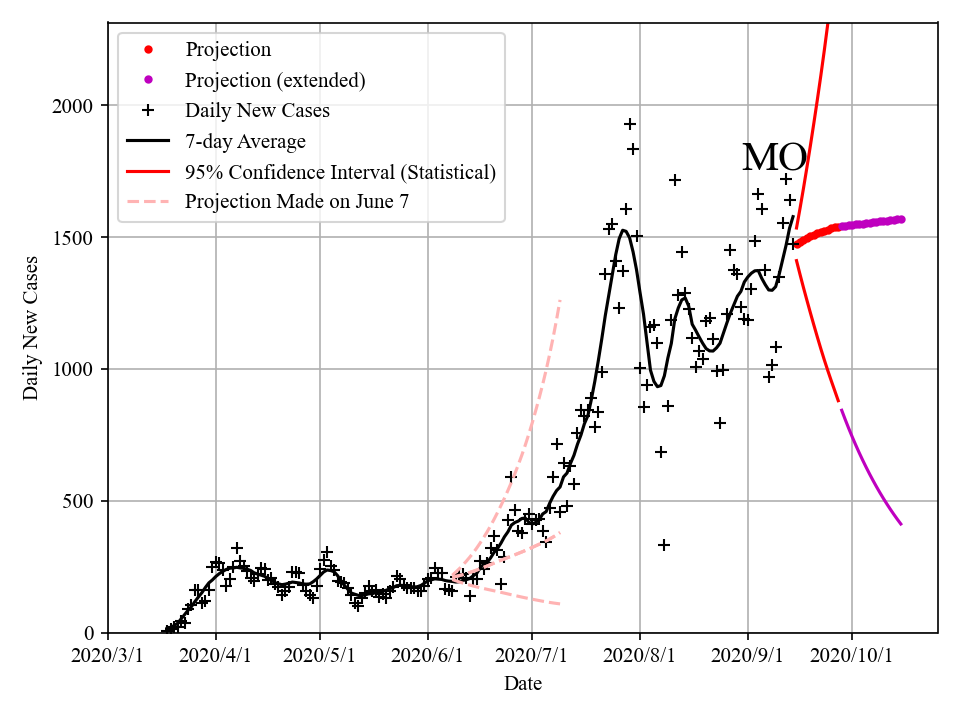 Projection
Projection (extended)
Daily New Cases
7-day Average
95% Confidence Interval (Statistical)
Projection Made on June 7
MO
2000
1500
1000
500
0
Daily New Cases
2020/3/1 2020/4/1 2020/5/1 2020/6/1 2020/7/1 2020/8/1 2020/9/1 2020/10/1
Date